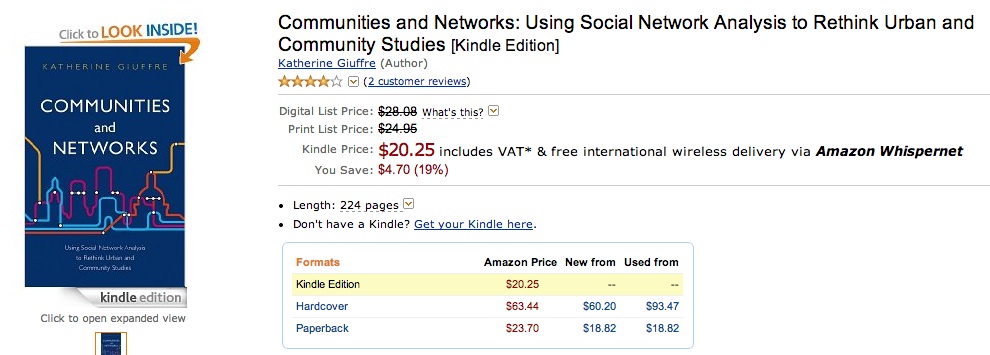 Click to LOOK INSIDE!
KATHERINE GIUFFRE
COMMUNITIES
and
NETWORKS
Using Social Network Analysis
to Rethink Urban and
Community Studies
kindle edition
Click to open expanded view
Communities and Networks: Using Social Network Analysis to Rethink Urban and
Community Studies [Kindle Edition]
Katherine Giuffre (Author)
(2 customer reviews)
Digital List Price: $28.08 What's this?
Print List Price: $24.95
Kindle Price: $20.25 includes VAT* & free international wireless delivery via Amazon Whispernet
You Save: $4.70 (19%)
• Length: 224 pages
• Don't have a Kindle? Get your Kindle here.
Formats Amazon Price New from Used from
Kindle Edition $20.25 -- --
Hardcover $63.44 $60.20 $93.47
Paperback $23.70 $18.82 $18.82